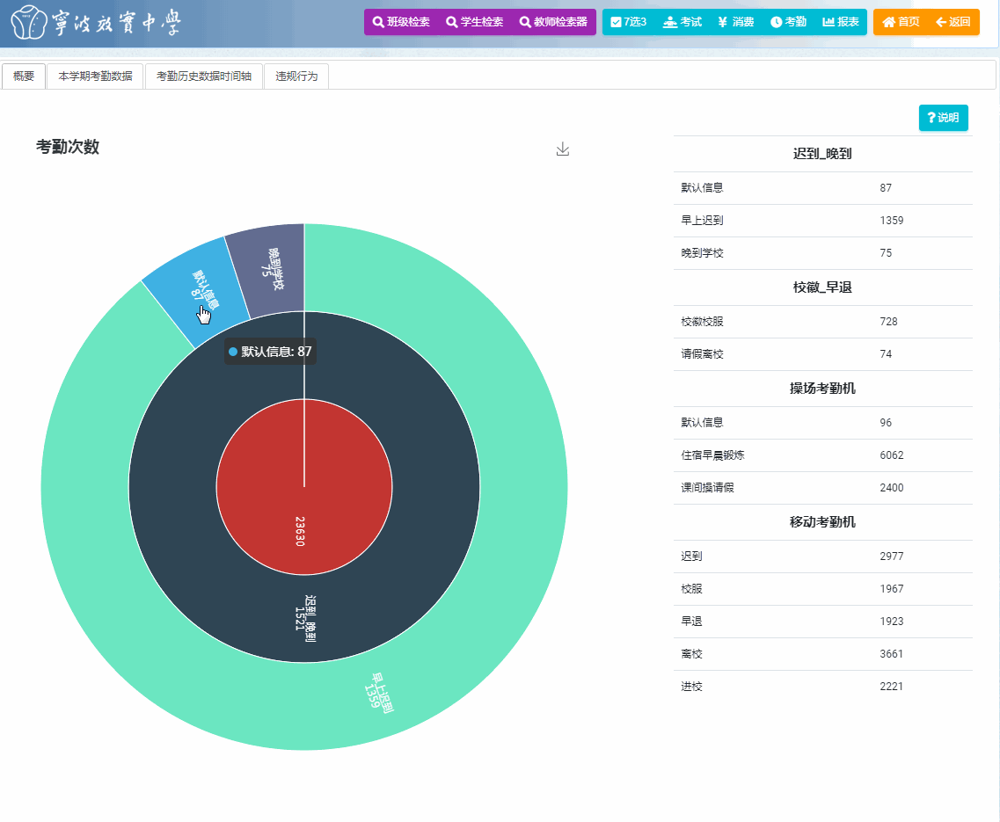 寧波效實中學
班级检索 学生检索 教师检索器 7选3 考试 消费 考勤 报表 首页 返回
概要 本学期考勤数据 考勤历史数据时间轴 违规行为
说明
考勤次数
晚到学校
75
默认信息
87
默认信息: 87
23630
迟到_晚到
1521
早上迟到
1359
迟到_晚到
默认信息 87
早上迟到 1359
晚到学校 75
校徽_早退
校徽校服 728
请假离校 74
操场考勤机
默认信息 96
住宿早晨锻炼 6062
课间操请假 2400
移动考勤机
迟到 2977
校服 1967
早退 1923
离校 3661
进校 2221